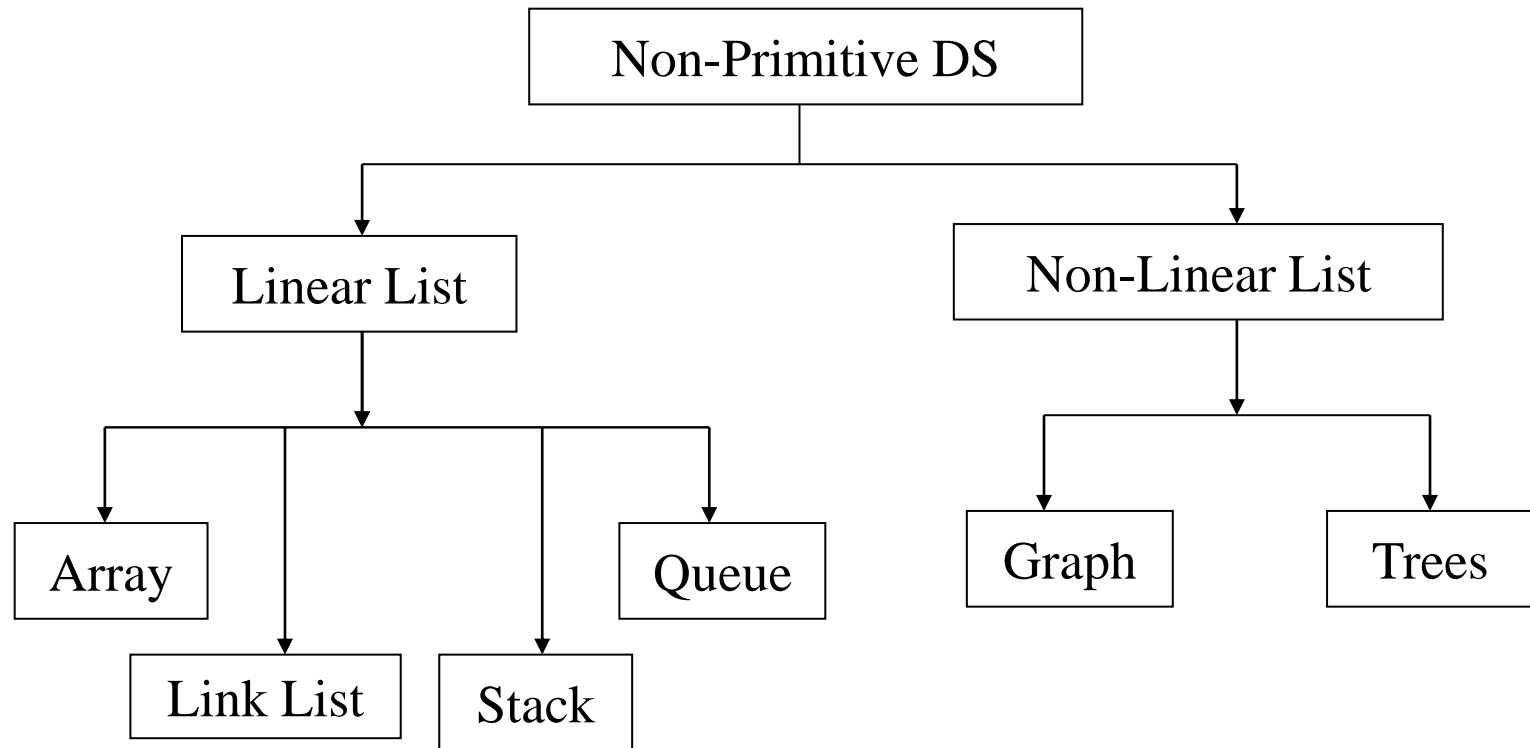 Non-Primitive DS
Linear List
Non-Linear List
Array
Link List
Stack
Queue
Graph
Trees